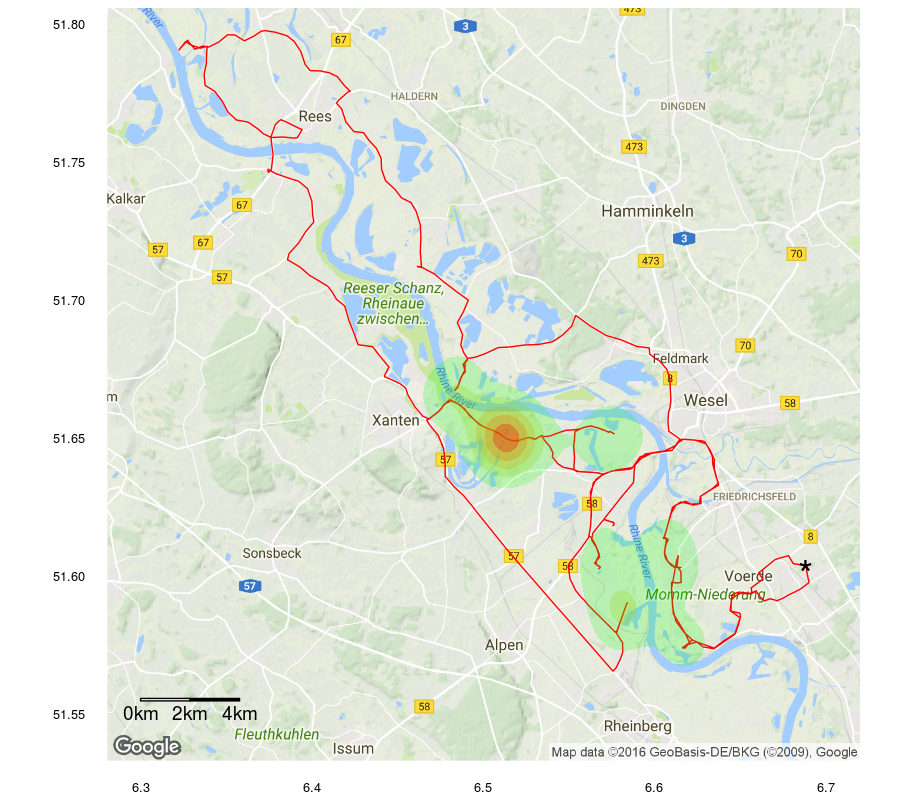 51.80
51.75
51.70
51.65
51.60
51.55
River
3
473
67
HALDERN
DINGDEN
Rees
473
Kalkar
67
Hamminkeln
3
57
67
70
473
57
Reeser Schanz,
Rheinaue
zwischen...
70
Feldmark
8
m
Rhine River
Wesel
58
Xanten
57
FRIEDRICHSFELD
58
8
Rhine River
Sonsbeck
57
58
57
Voerde
*
Momm-Niederung
Alpen
0km 2km 4km
58
Rheinberg
Fleuthkuhlen
Issum
Google
Map data ©2016 GeoBasis-DE/BKG (©2009), Google
6.3 6.4 6.5 6.6 6.7